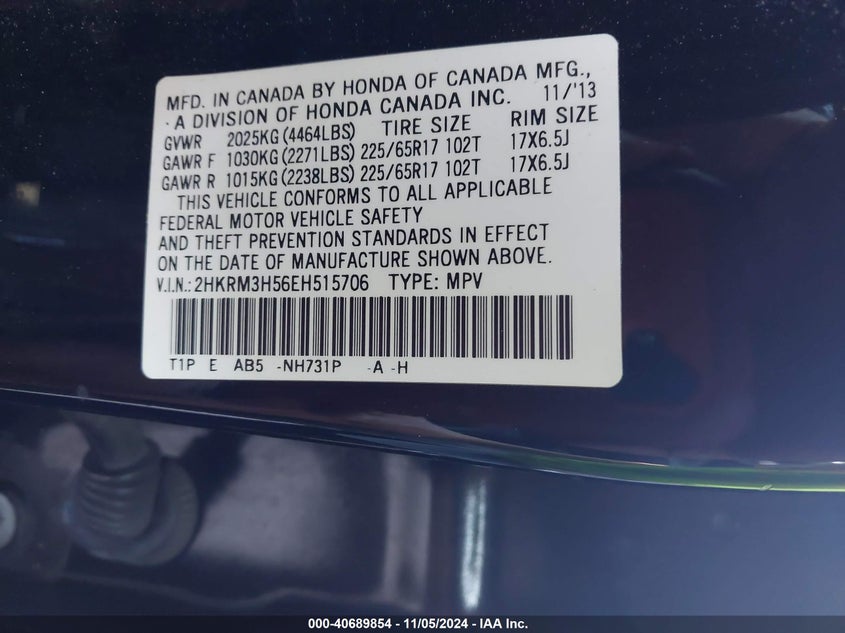 MFD. IN CANADA BY HONDA OF CANADA MFG.,
A DIVISION OF HONDA CANADA INC. 11/'13
GVWR 2025KG(4464LBS) TIRE SIZE RIM SIZE
GAWR F 1030KG(2271LBS) 225/65R17 102T 17X6.5J
GAWR R 1015KG(2238LBS) 225/65R17 102T 17X6.5J
THIS VEHICLE CONFORMS TO ALL APPLICABLE
FEDERAL MOTOR VEHICLE SAFETY
AND THEFT PREVENTION STANDARDS IN EFFECT
ON THE DATE OF MANUFACTURE SHOWN ABOVE.
V.I.N.: 2HKRM3H56EH515706 TYPE: MPV
T1P E AB5 -NH731P -A -H
000-40689854 - 11/05/2024 - IAA Inc.